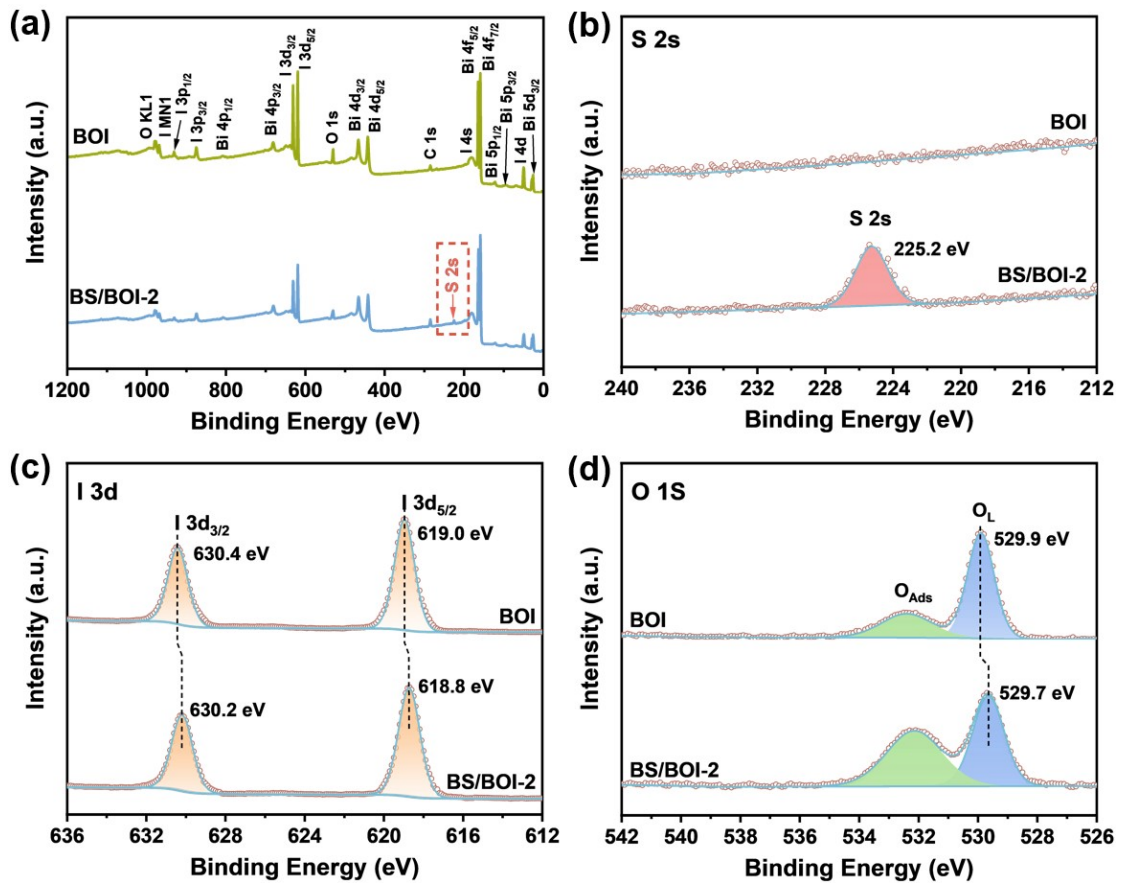 (a)
Intensity (a.u.)
BOI
O KL1
I MN1
I 3p1/2
I 3p3/2
Bi 4p1/2
Bi 4p3/2
I 3d3/2
I 3d5/2
O 1s
Bi 4d3/2
Bi 4d5/2
C 1s
I 4s
Bi 4f5/2
Bi 4f7/2
Bi 5p1/2
Bi 5p3/2
I 4d
Bi 5d3/2
BS/BOI-2
S 2s
1200 1000 800 600 400 200 0
Binding Energy (eV)
(b)
S 2s
Intensity (a.u.)
BOI
S 2s
225.2 eV
BS/BOI-2
240 236 232 228 224 220 216 212
Binding Energy (eV)
(c)
I 3d
Intensity (a.u.)
I 3d3/2
630.4 eV
I 3d5/2
619.0 eV
BOI
630.2 eV
618.8 eV
BS/BOI-2
636 632 628 624 620 616 612
Binding Energy (eV)
(d)
O 1S
Intensity (a.u.)
OL
529.9 eV
OAds
BOI
529.7 eV
BS/BOI-2
542 540 538 536 534 532 530 528 526
Binding Energy (eV)